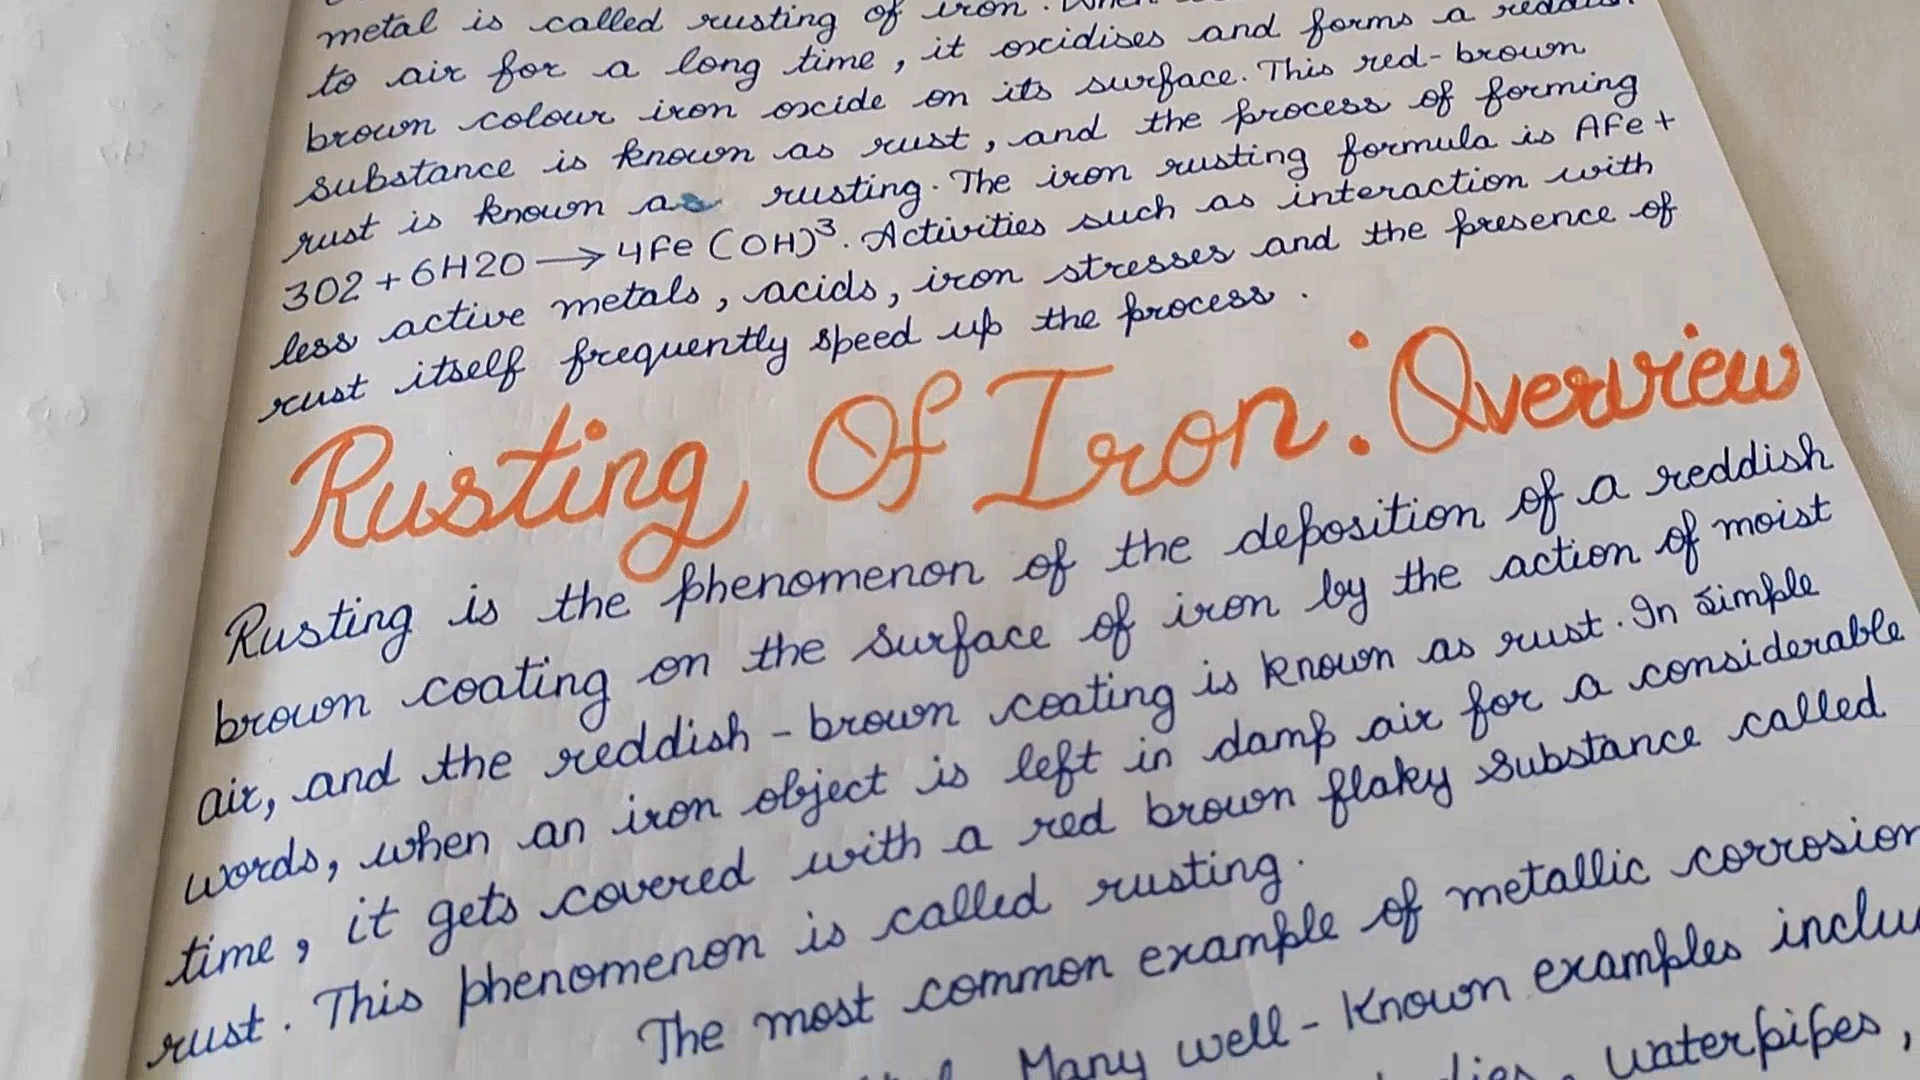 metal is called rusting of iron. When
to air for a long time, it oxidises and forms a reddish
brown colour iron oxide on its surface. This red-brown
substance is known as rust, and the process of forming
rust is known as rusting. The iron rusting formula is AFe +
3O2 + 6H2O → 4Fe (OH)³. Activities such as interaction with
less active metals, acids, iron stresses and the presence of
rust itself frequently speed up the process.
Rusting Of Iron: Overview
Rusting is the phenomenon of the deposition of a reddish
brown coating on the surface of iron by the action of moist
air, and the reddish-brown coating is known as rust. In simple
words, when an iron object is left in damp air for a considerable
time, it gets covered with a red brown flaky substance called
rust. This phenomenon is called rusting.
The most common example of metallic corrosion
Many well-known examples inclu
waterpipes,